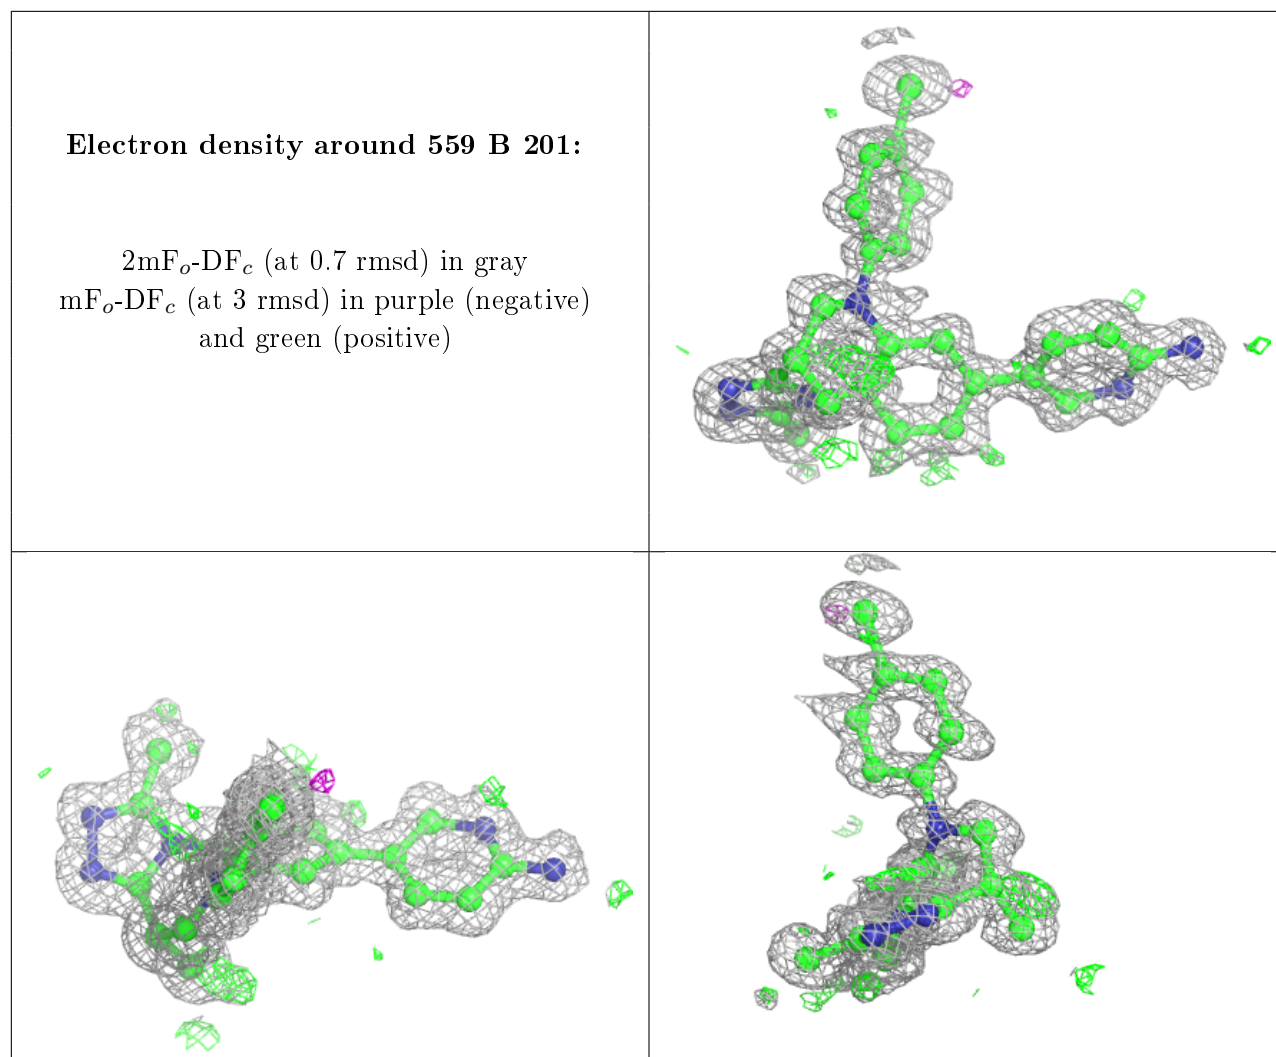 Electron density around 559 B 201:
2mFo-DFc (at 0.7 rmsd) in gray
mFo-DFc (at 3 rmsd) in purple (negative)
and green (positive)